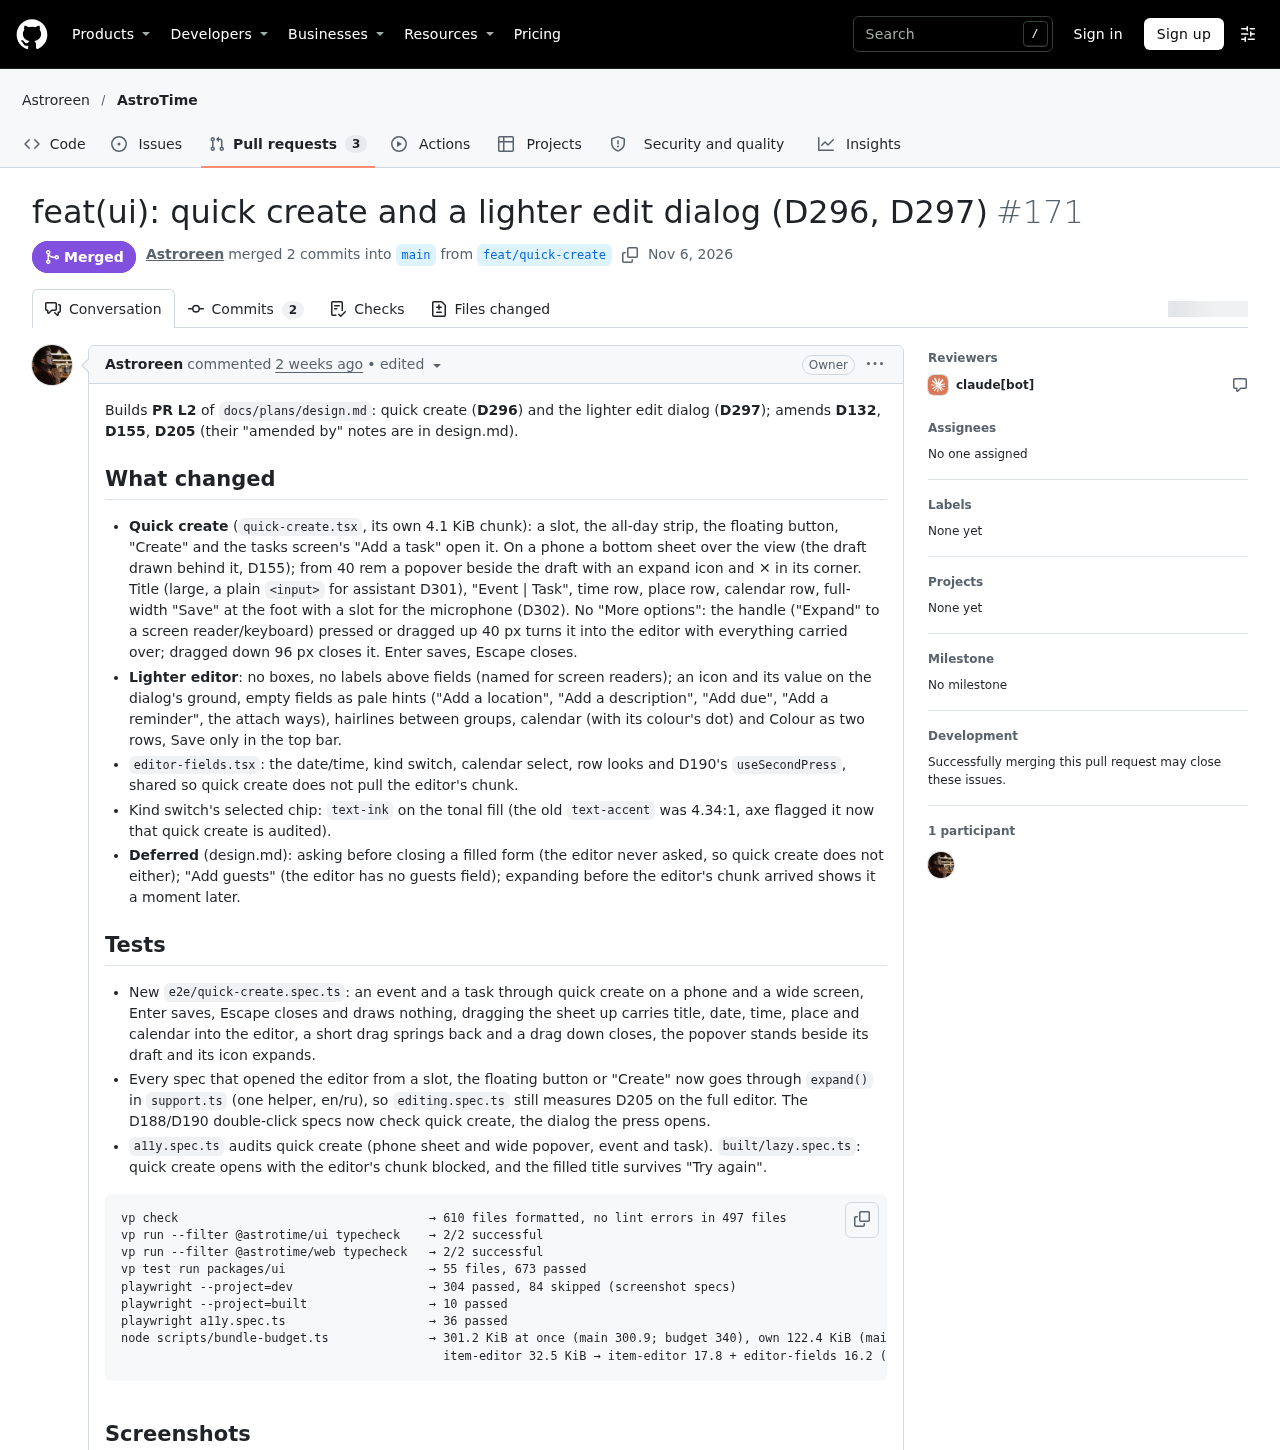 Products Developers Businesses Resources Pricing Search / Sign in Sign up
Astroreen / AstroTime
Code Issues Pull requests 3 Actions Projects Security and quality Insights
feat(ui): quick create and a lighter edit dialog (D296, D297) #171
Merged Astroreen merged 2 commits into main from feat/quick-create Nov 6, 2026
Conversation Commits 2 Checks Files changed
Astroreen commented 2 weeks ago • edited Owner
Builds PR L2 of docs/plans/design.md: quick create (D296) and the lighter edit dialog (D297); amends D132,
D155, D205 (their "amended by" notes are in design.md).
What changed
• Quick create (quick-create.tsx, its own 4.1 KiB chunk): a slot, the all-day strip, the floating button,
"Create" and the tasks screen's "Add a task" open it. On a phone a bottom sheet over the view (the draft
drawn behind it, D155); from 40 rem a popover beside the draft with an expand icon and ✕ in its corner.
Title (large, a plain <input> for assistant D301), "Event | Task", time row, place row, calendar row, full-
width "Save" at the foot with a slot for the microphone (D302). No "More options": the handle ("Expand" to
a screen reader/keyboard) pressed or dragged up 40 px turns it into the editor with everything carried
over; dragged down 96 px closes it. Enter saves, Escape closes.
• Lighter editor: no boxes, no labels above fields (named for screen readers); an icon and its value on the
dialog's ground, empty fields as pale hints ("Add a location", "Add a description", "Add due", "Add a
reminder", the attach ways), hairlines between groups, calendar (with its colour's dot) and Colour as two
rows, Save only in the top bar.
• editor-fields.tsx: the date/time, kind switch, calendar select, row looks and D190's useSecondPress,
shared so quick create does not pull the editor's chunk.
• Kind switch's selected chip: text-ink on the tonal fill (the old text-accent was 4.34:1, axe flagged it now
that quick create is audited).
• Deferred (design.md): asking before closing a filled form (the editor never asked, so quick create does not
either); "Add guests" (the editor has no guests field); expanding before the editor's chunk arrived shows it
a moment later.
Tests
• New e2e/quick-create.spec.ts: an event and a task through quick create on a phone and a wide screen,
Enter saves, Escape closes and draws nothing, dragging the sheet up carries title, date, time, place and
calendar into the editor, a short drag springs back and a drag down closes, the popover stands beside its
draft and its icon expands.
• Every spec that opened the editor from a slot, the floating button or "Create" now goes through expand()
in support.ts (one helper, en/ru), so editing.spec.ts still measures D205 on the full editor. The
D188/D190 double-click specs now check quick create, the dialog the press opens.
• a11y.spec.ts audits quick create (phone sheet and wide popover, event and task). built/lazy.spec.ts:
quick create opens with the editor's chunk blocked, and the filled title survives "Try again".
vp check → 610 files formatted, no lint errors in 497 files
vp run --filter @astrotime/ui typecheck → 2/2 successful
vp run --filter @astrotime/web typecheck → 2/2 successful
vp test run packages/ui → 55 files, 673 passed
playwright --project=dev → 304 passed, 84 skipped (screenshot specs)
playwright --project=built → 10 passed
playwright a11y.spec.ts → 36 passed
node scripts/bundle-budget.ts → 301.2 KiB at once (main 300.9; budget 340), own 122.4 KiB (mai
item-editor 32.5 KiB → item-editor 17.8 + editor-fields 16.2 (
Screenshots
Reviewers
claude[bot]
Assignees
No one assigned
Labels
None yet
Projects
None yet
Milestone
No milestone
Development
Successfully merging this pull request may close
these issues.
1 participant